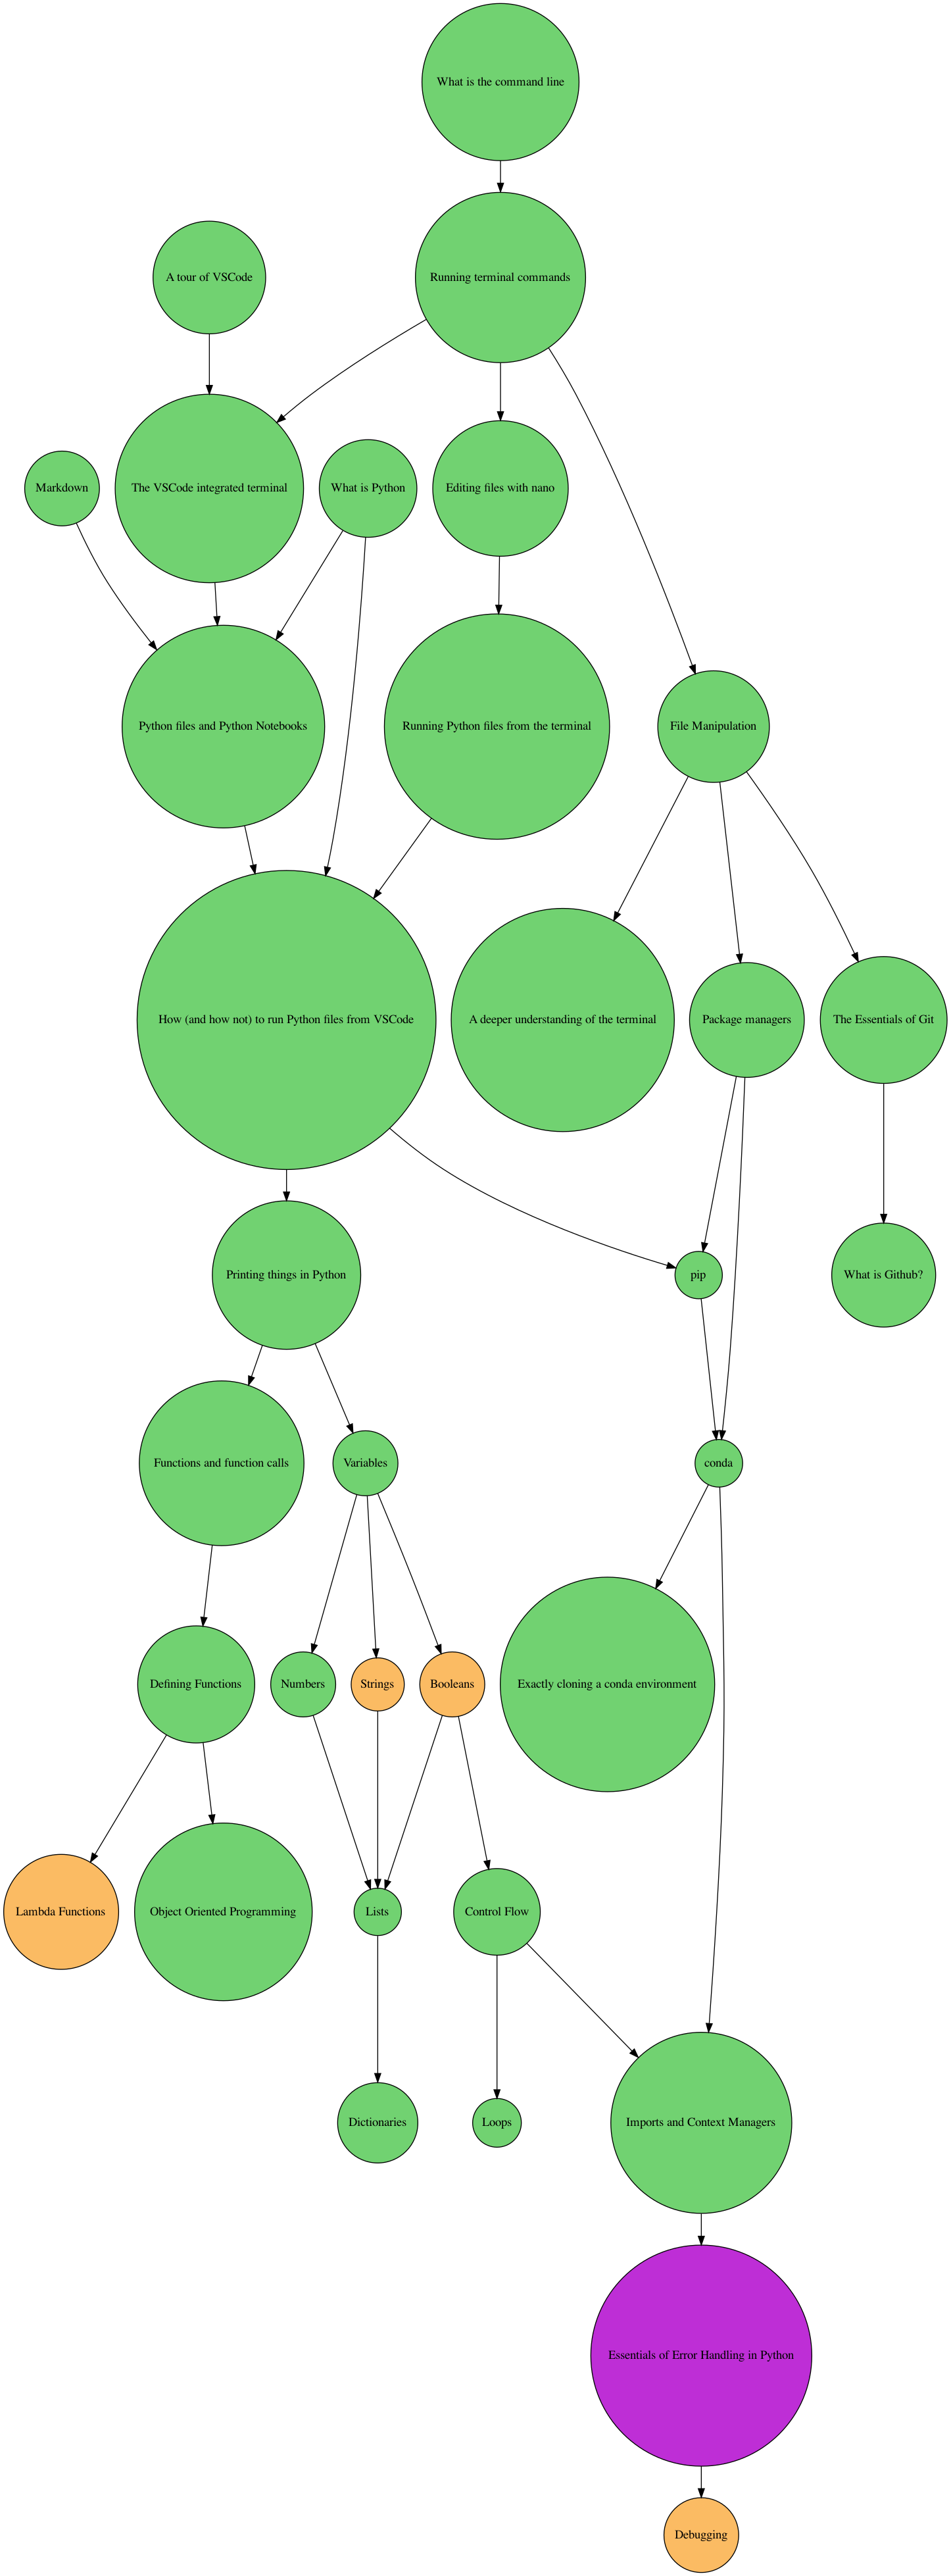 What is the command line
A tour of VSCode
Running terminal commands
Markdown
The VSCode integrated terminal
What is Python
Editing files with nano
Python files and Python Notebooks
Running Python files from the terminal
File Manipulation
How (and how not) to run Python files from VSCode
A deeper understanding of the terminal
Package managers
The Essentials of Git
Printing things in Python
pip
What is Github?
Functions and function calls
Variables
conda
Defining Functions
Numbers
Strings
Booleans
Exactly cloning a conda environment
Lambda Functions
Object Oriented Programming
Lists
Control Flow
Dictionaries
Loops
Imports and Context Managers
Essentials of Error Handling in Python
Debugging